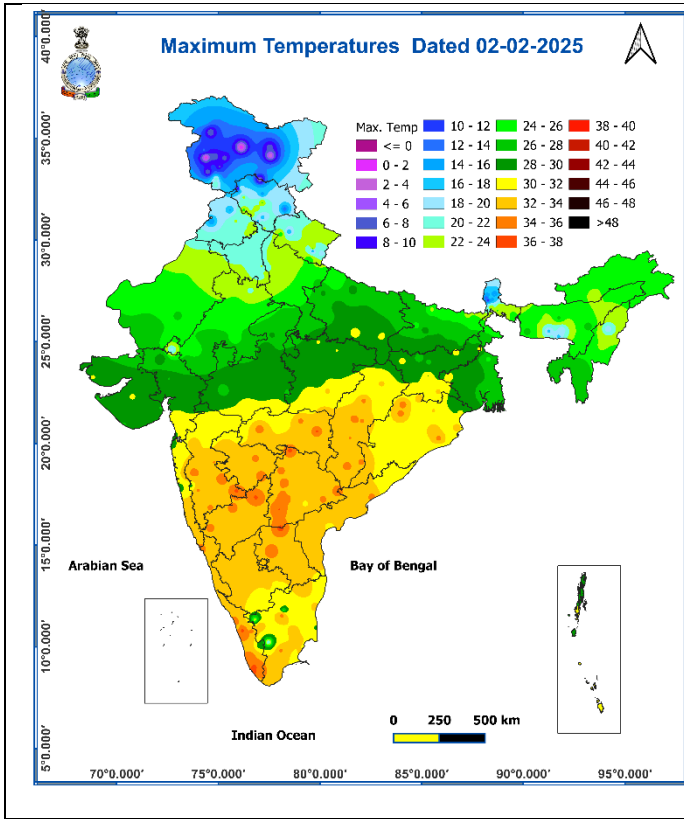 Maximum Temperatures Dated 02-02-2025
Max. Temp
<= 0
0 - 2
2 - 4
4 - 6
6 - 8
8 - 10
10 - 12
12 - 14
14 - 16
16 - 18
18 - 20
20 - 22
22 - 24
24 - 26
26 - 28
28 - 30
30 - 32
32 - 34
34 - 36
36 - 38
38 - 40
40 - 42
42 - 44
44 - 46
46 - 48
>48
40°0.000'
35°0.000'
30°0.000'
25°0.000'
20°0.000'
15°0.000'
10°0.000'
5°0.000'
Arabian Sea
Bay of Bengal
Indian Ocean
0 250 500 km
70°0.000' 75°0.000' 80°0.000' 85°0.000' 90°0.000' 95°0.000'